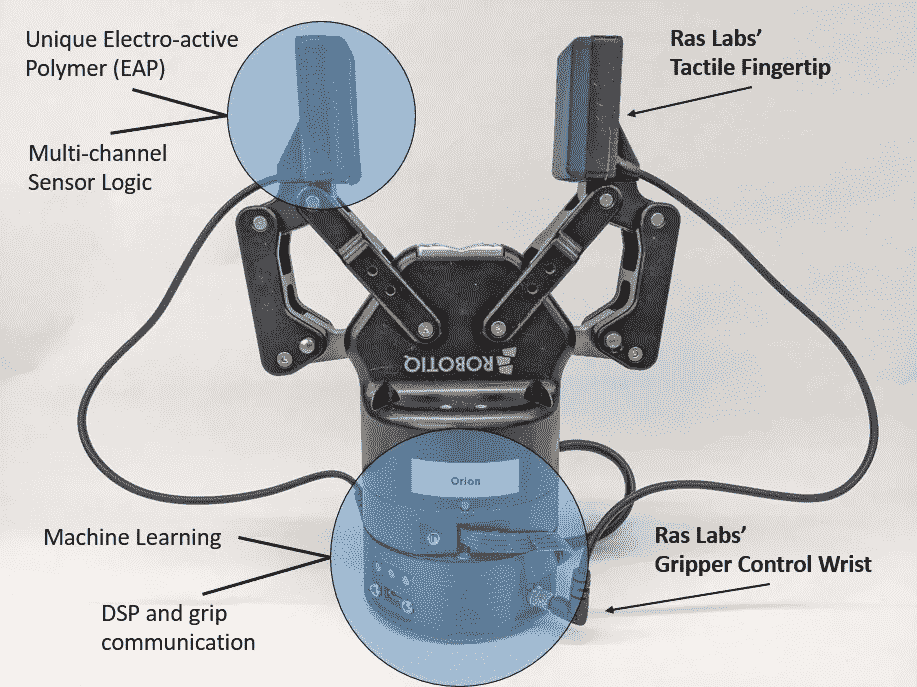 Unique Electro-active
Polymer (EAP)
Multi-channel
Sensor Logic
Ras Labs’
Tactile Fingertip
ROBOTIQ
Orion
Machine Learning
DSP and grip
communication
Ras Labs’
Gripper Control Wrist